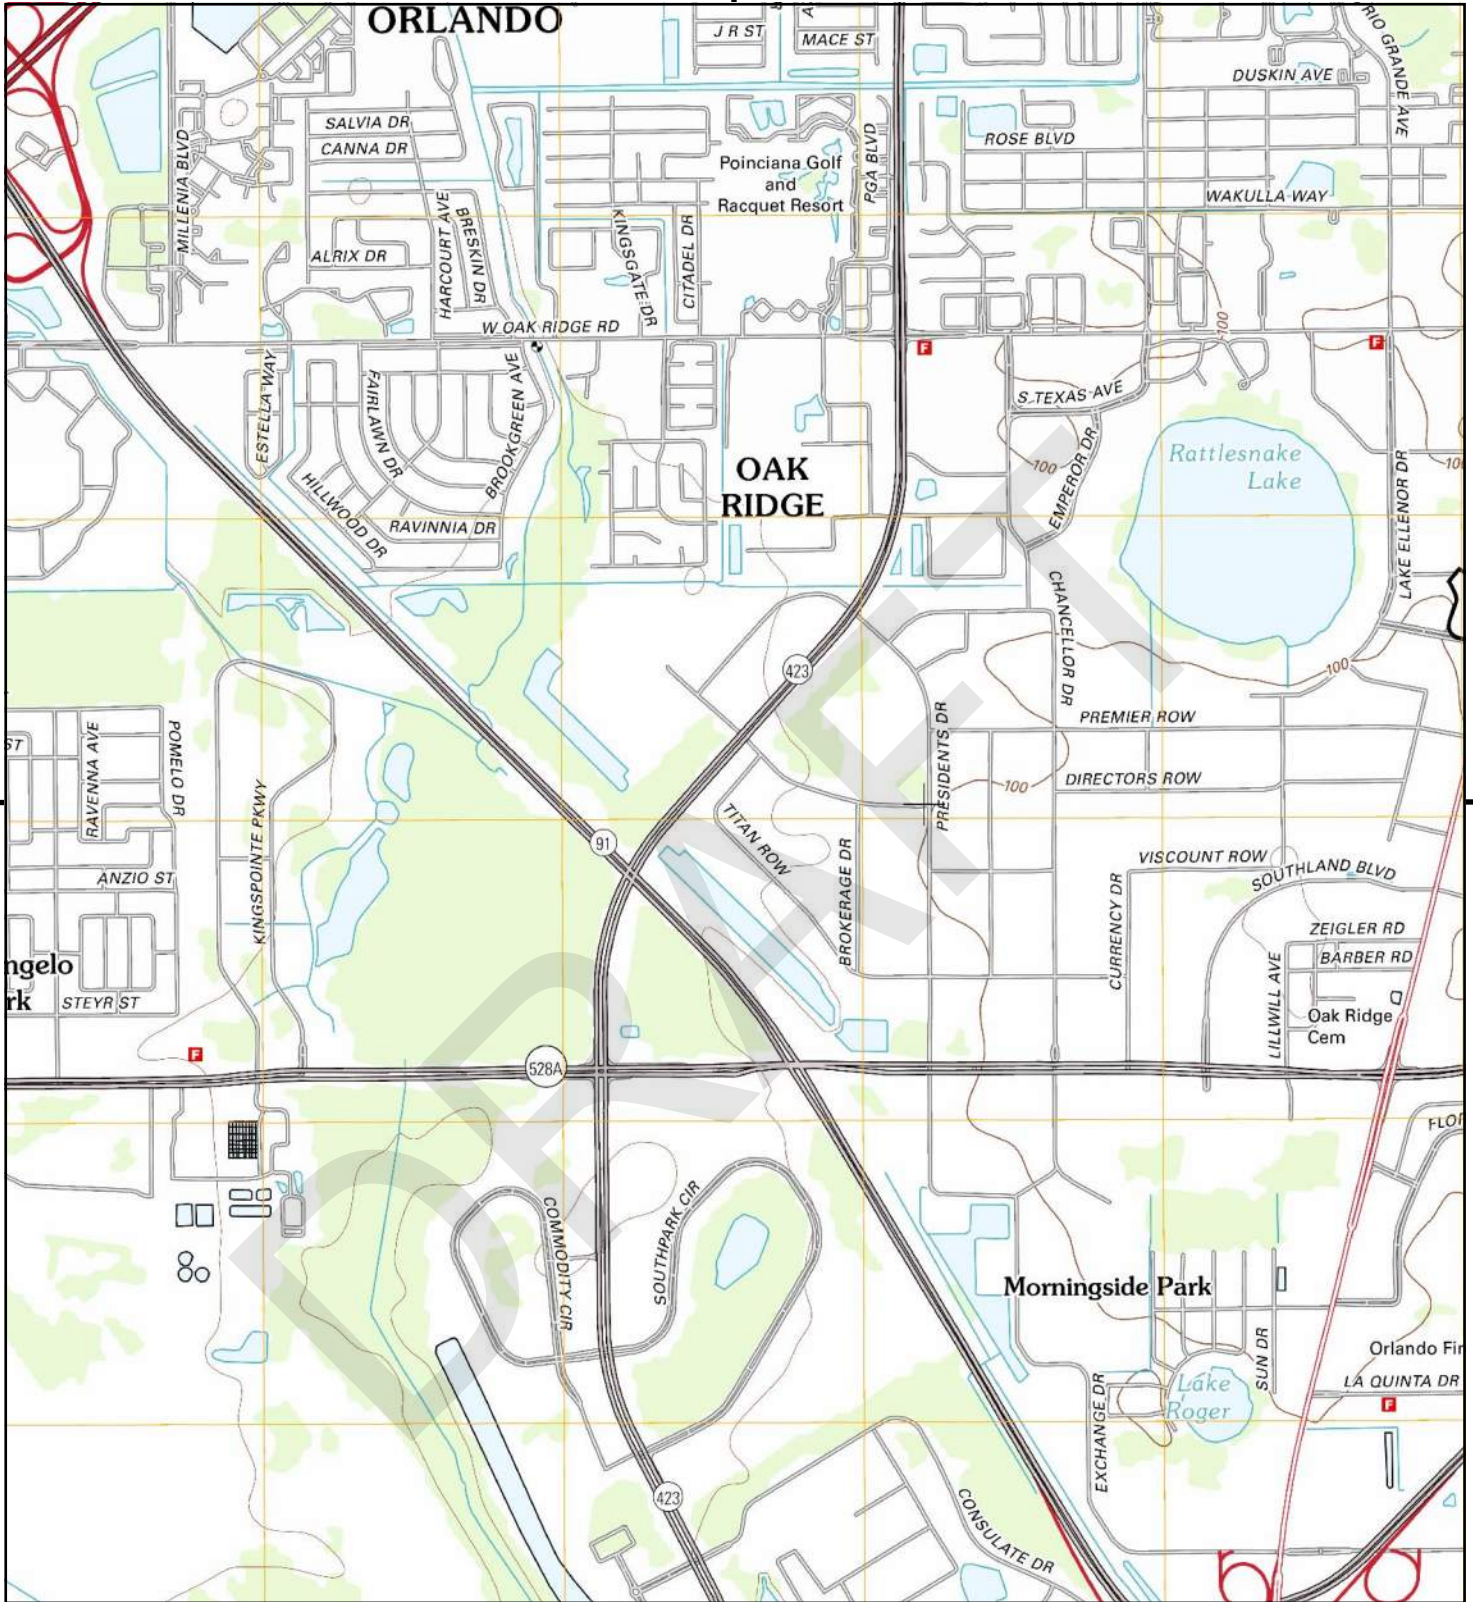 ORLANDO
J R ST
MACE ST
RIO GRANDE AVE
DUSKIN AVE
SALVIA DR
CANNA DR
MILLENIA BLVD
PGA BLVD
ROSE BLVD
Poinciana Golf
and
Racquet Resort
WAKULLA WAY
HARCOURT AVE
BRESKIN DR
KINGSGATE DR
CITADEL DR
ALRIX DR
W OAK RIDGE RD
100
F
F
ESTELLA WAY
FAIRLAWN DR
BROOKGREEN AVE
S TEXAS AVE
EMPEROR DR
100
Rattlesnake
Lake
OAK
RIDGE
HILLWOOD DR
RAVINNIA DR
LAKE ELLENOR DR
CHANCELLOR DR
423
100
ST
RAVENNA AVE
POMELO DR
PRESIDENTS DR
PREMIER ROW
100
DIRECTORS ROW
KINGSPOINTE PKWY
TITAN ROW
BROKERAGE DR
91
VISCOUNT ROW
SOUTHLAND BLVD
ANZIO ST
CURRENCY DR
ZEIGLER RD
BARBER RD
LILLWILL AVE
ngelo
rk
STEYR ST
Oak Ridge
Cem
F
528A
FLOR
COMMODITY CIR
SOUTHPARK CIR
Morningside Park
SUN DR
Orlando Fir
LA QUINTA DR
F
Lake
Roger
EXCHANGE DR
423
CONSULATE DR
DRAFT